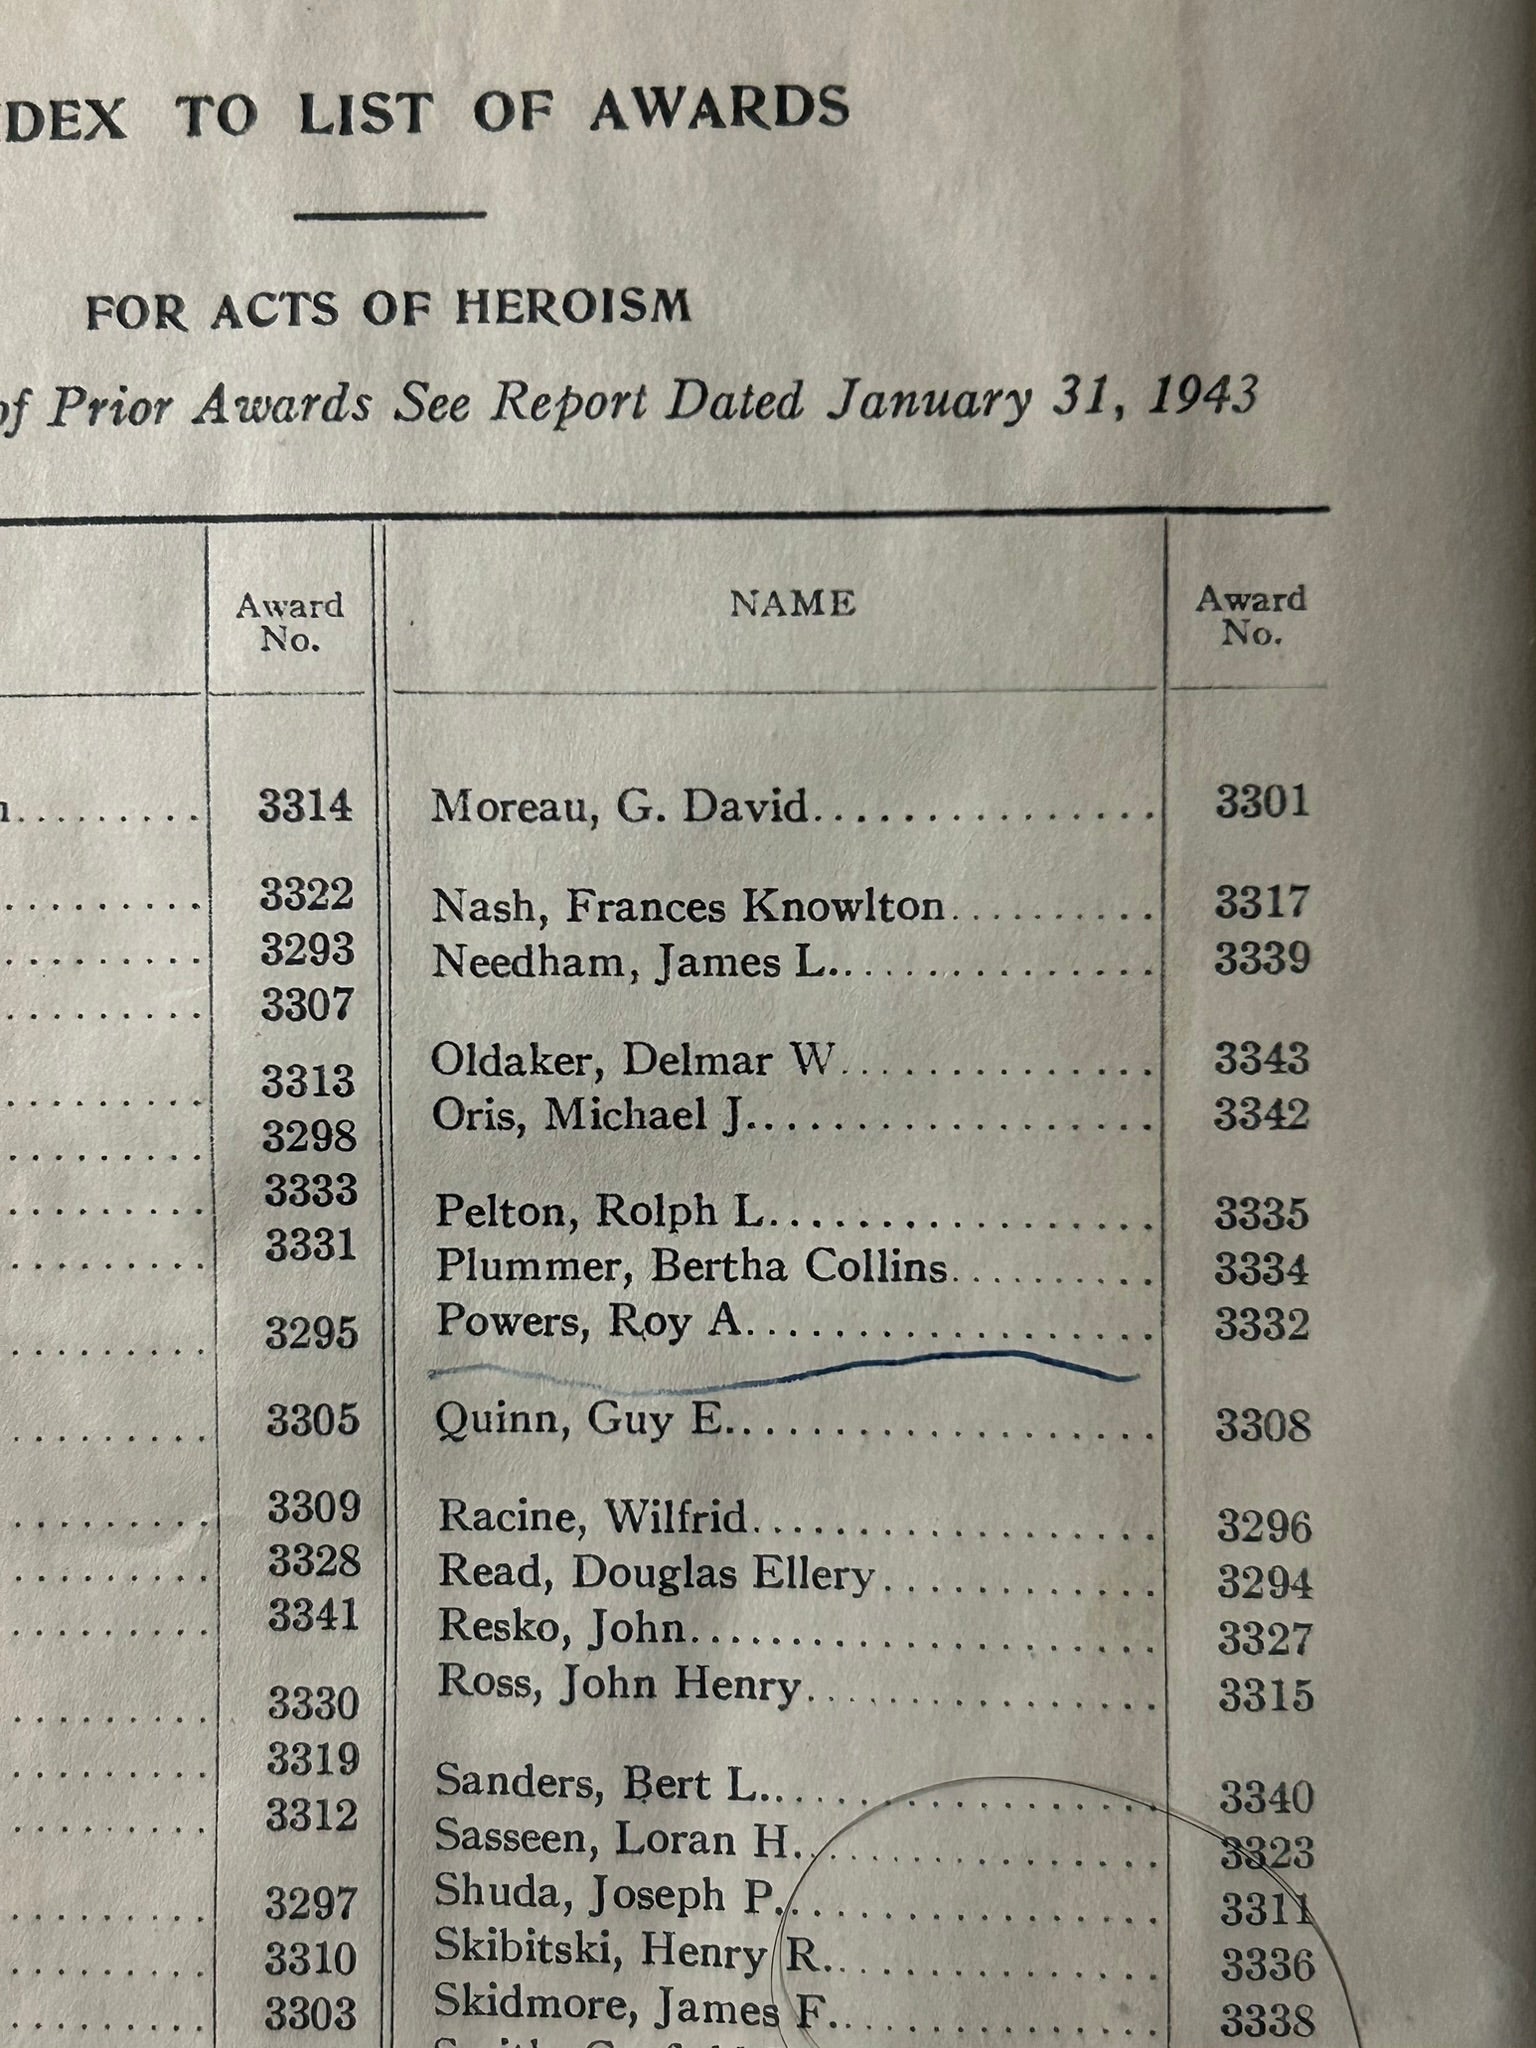 TO LIST OF AWARDS
FOR ACTS OF HEROISM
of Prior Awards See Report Dated January 31, 1943
Award No.
NAME
Award No.
3314
Moreau, G. David................ 3301
3322
Nash, Frances Knowlton.......... 3317
3293
Needham, James L................ 3339
3307
Oldaker, Delmar W............... 3343
3313
Oris, Michael J................. 3342
3298
3333
Pelton, Rolph L................. 3335
3331
Plummer, Bertha Collins.......... 3334
3295
Powers, Roy A.................. 3332
3305
Quinn, Guy E................... 3308
3309
Racine, Wilfrid.................. 3296
3328
Read, Douglas Ellery............. 3294
3341
Resko, John..................... 3327
3330
Ross, John Henry................ 3315
3319
Sanders, Bert L................. 3340
3312
Sasseen, Loran H................ 3323
3297
Shuda, Joseph P................. 3311
3310
Skibitski, Henry R............... 3336
3303
Skidmore, James F............... 3338